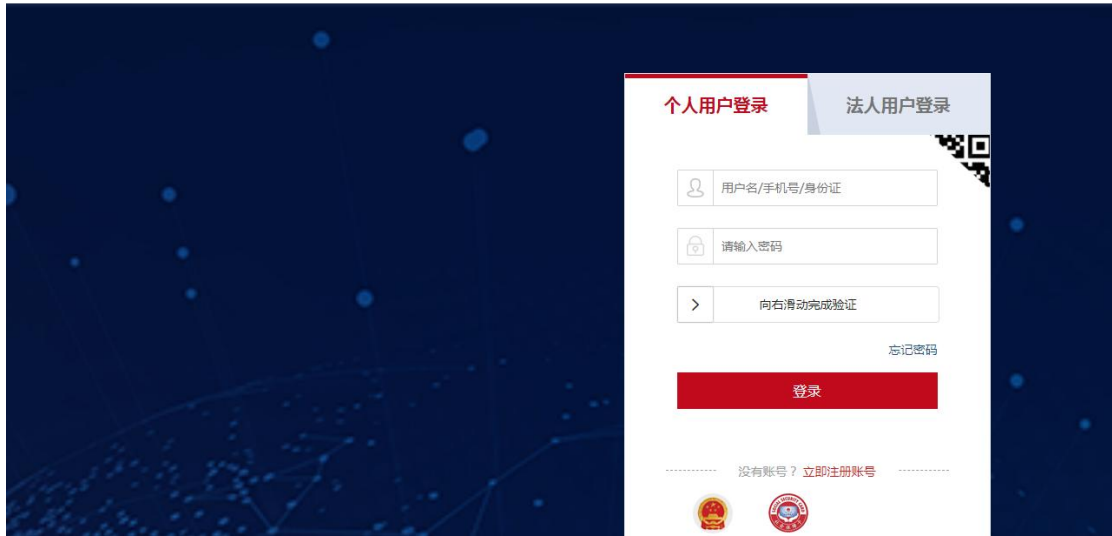 个人用户登录
法人用户登录
用户名/手机号/身份证
请输入密码
向右滑动完成验证
忘记密码
登录
没有账号？立即注册账号